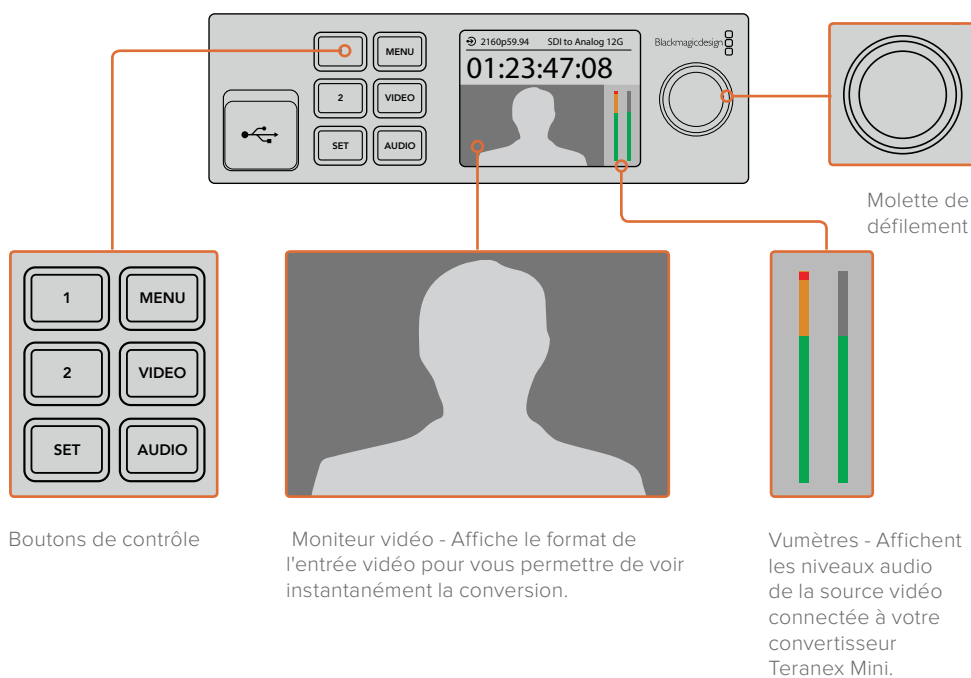 MENU
2 VIDEO
SET AUDIO
2160p59.94 SDI to Analog 12G
01:23:47:08
Blackmagicdesign
Molette de
défilement
1 MENU
2 VIDEO
SET AUDIO
Boutons de contrôle
Moniteur vidéo - Affiche le format de
l'entrée vidéo pour vous permettre de voir
instantanément la conversion.
Vumètres - Affichent
les niveaux audio
de la source vidéo
connectée à votre
convertisseur
Teranex Mini.